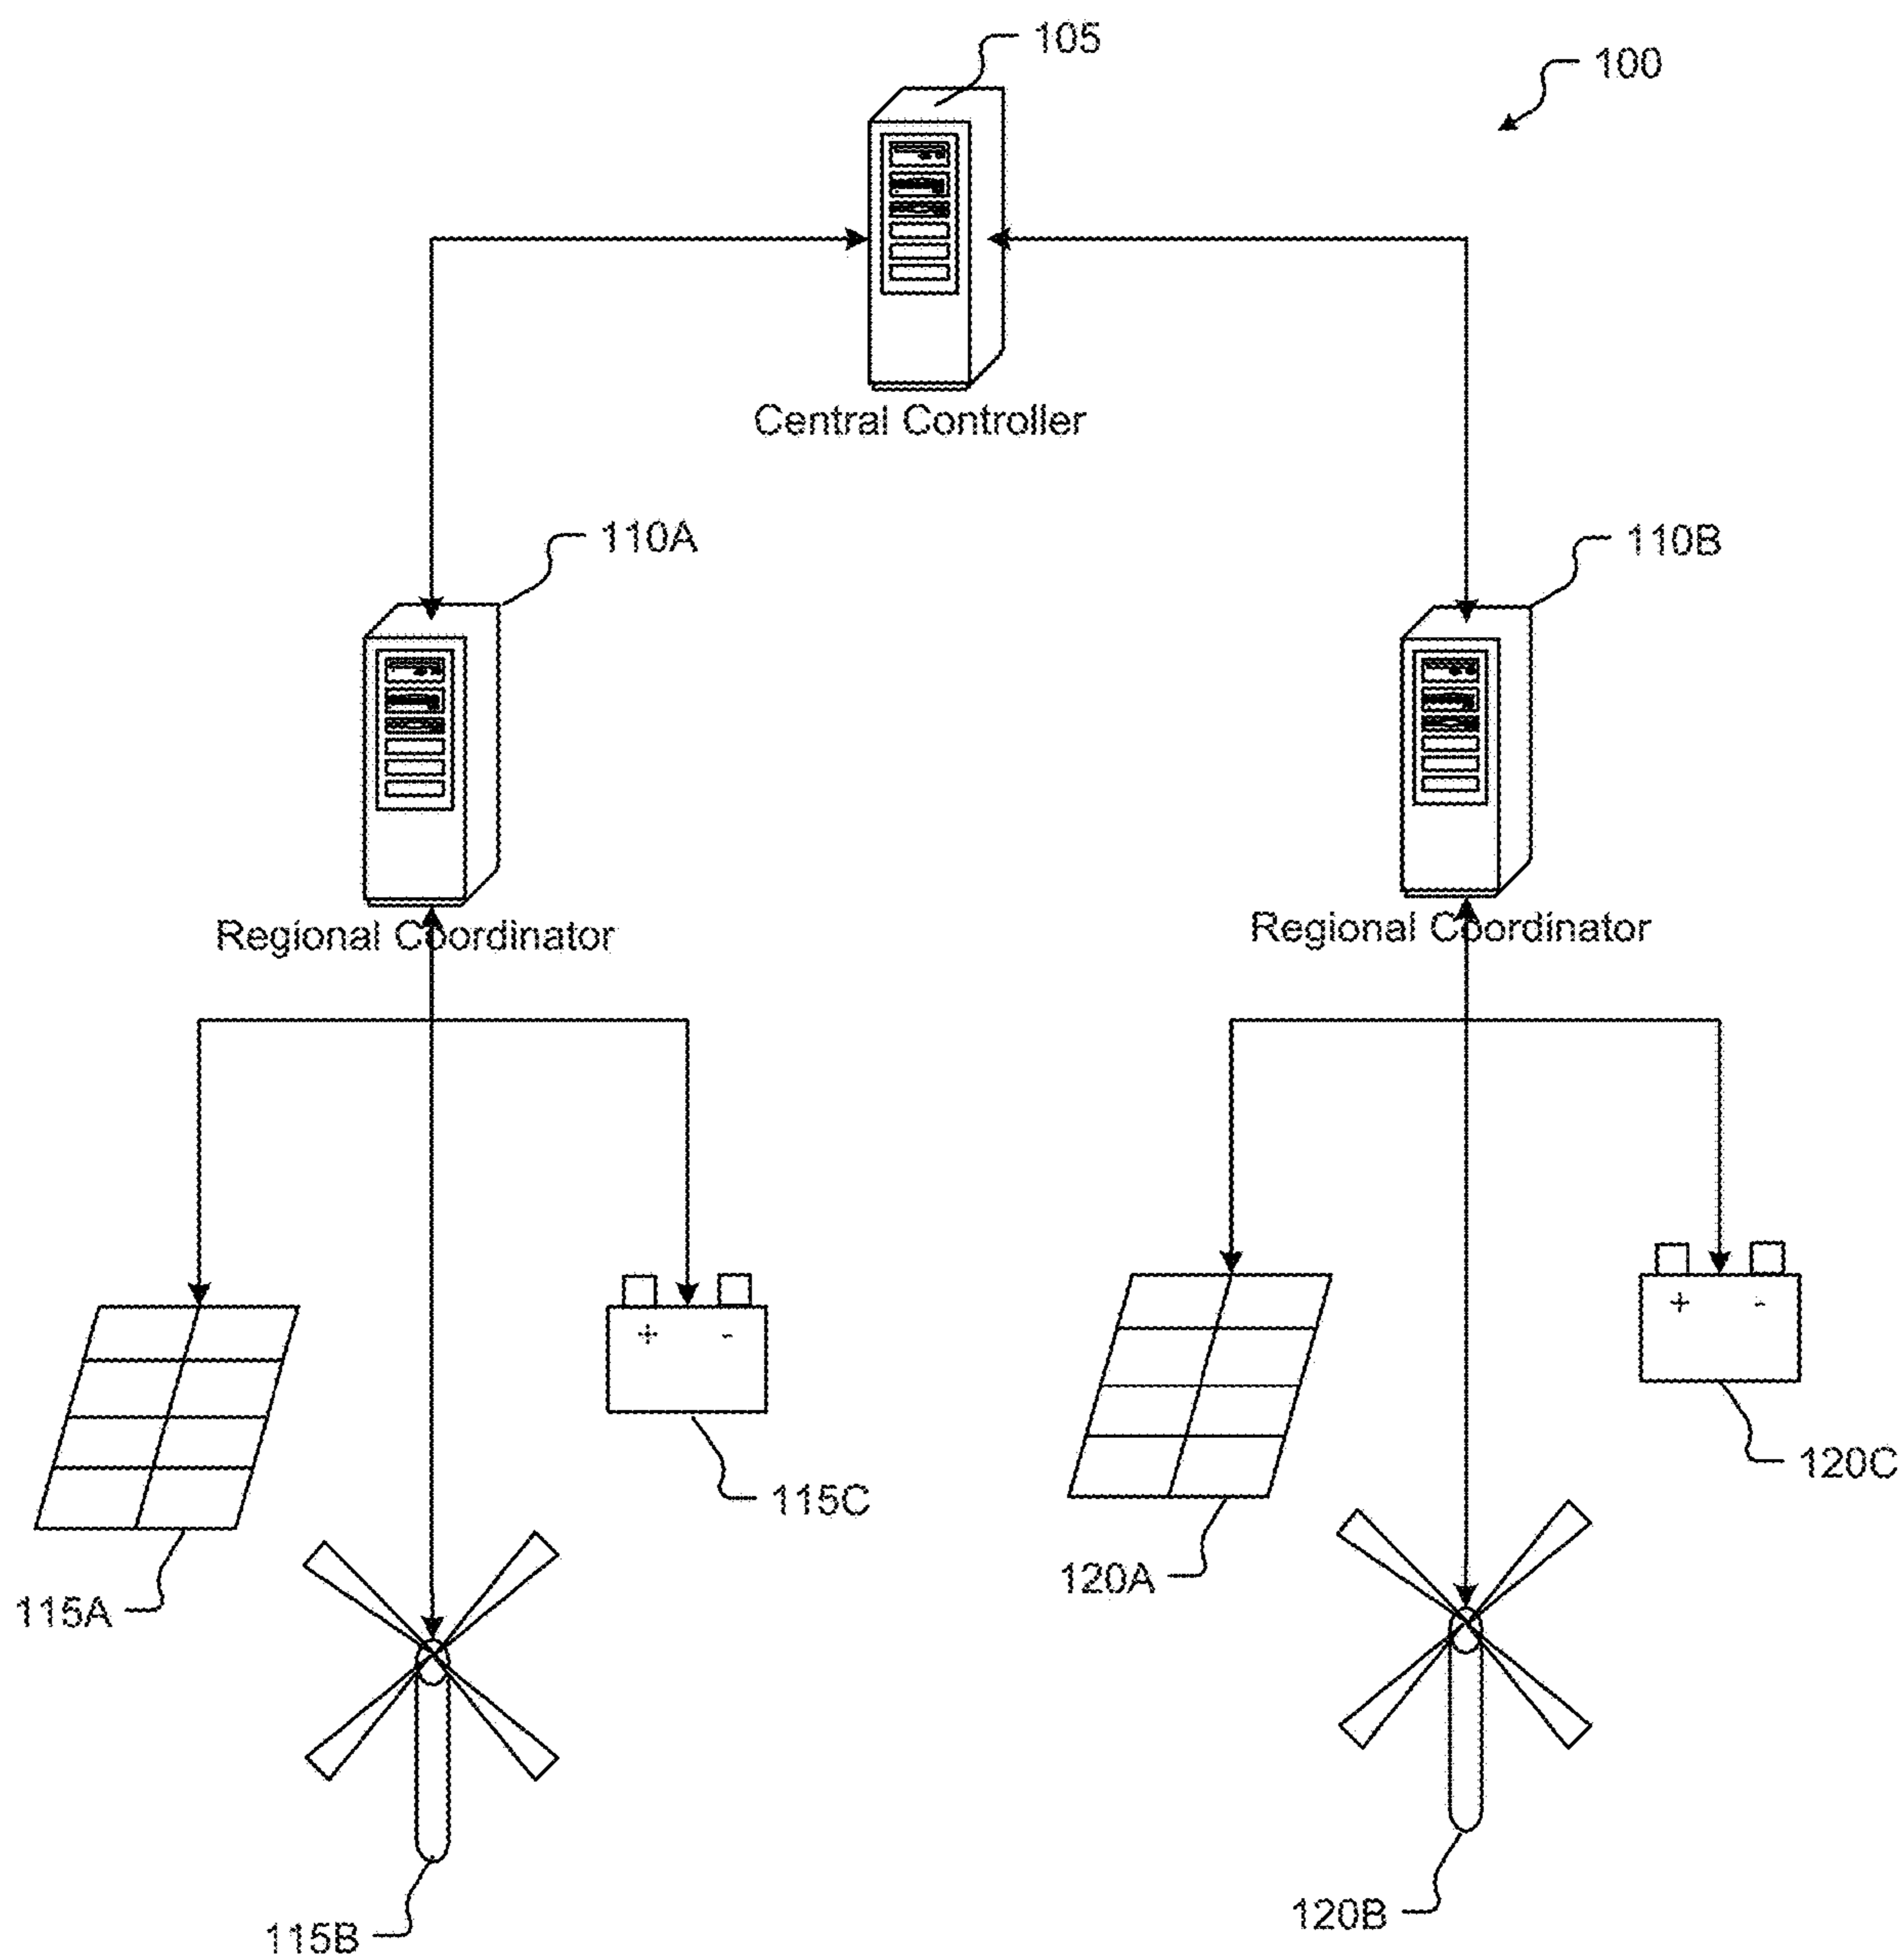 105
100
Central Controller
110A
110B
Regional Coordinator
Regional Coordinator
+ -
+ -
120C
115C
120A
115A
120B
115B